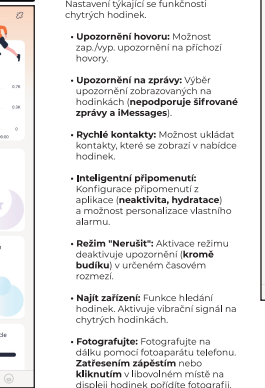 Nastavení týkající se funkčnosti
chytrých hodinek.
• Upozornění hovoru: Možnost
zap./vyp. upozornění na příchozí
hovory.
• Upozornění na zprávy: Výběr
upozornění zobrazovaných na
hodinkách (nepodporuje šifrované
zprávy a iMessages).
• Rychlé kontakty: Možnost ukládat
kontakty, které se zobrazí v nabídce
hodinek.
• Inteligentní připomenutí:
Konfigurace připomenutí z
aplikace (neaktivita, hydratace)
a možnost personalizace vlastního
alarmu.
• Režim "Nerušit": Aktivace režimu
deaktivuje upozornění (kromě
budíku) v určeném časovém
rozmezí.
• Najít zařízení: Funkce hledání
hodinek. Aktivuje vibrační signál na
chytrých hodinkách.
• Fotografujte: Fotografujte na
dálku pomocí fotoaparátu telefonu.
Zatřesením zápěstím nebo
kliknutím v libovolném místě na
displeji hodinek pořídíte fotografii.